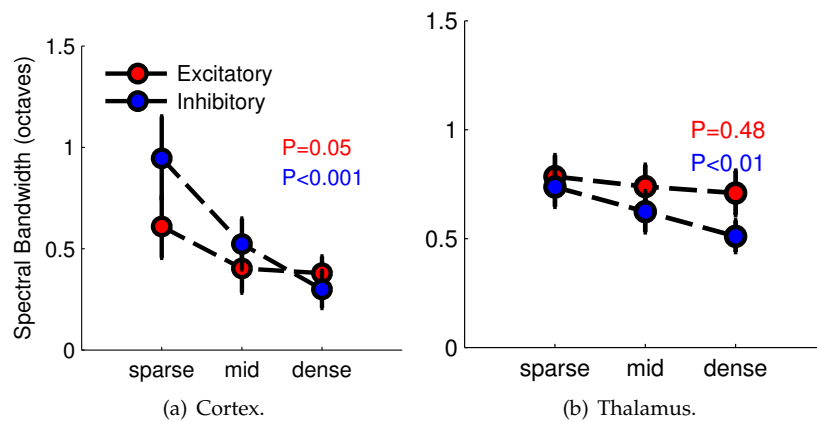 Spectral Bandwidth (octaves)
1.5
1
0.5
0
Excitatory
Inhibitory
P=0.05
P<0.001
sparse mid dense
(a) Cortex.
1.5
1
0.5
0
P=0.48
P<0.01
sparse mid dense
(b) Thalamus.